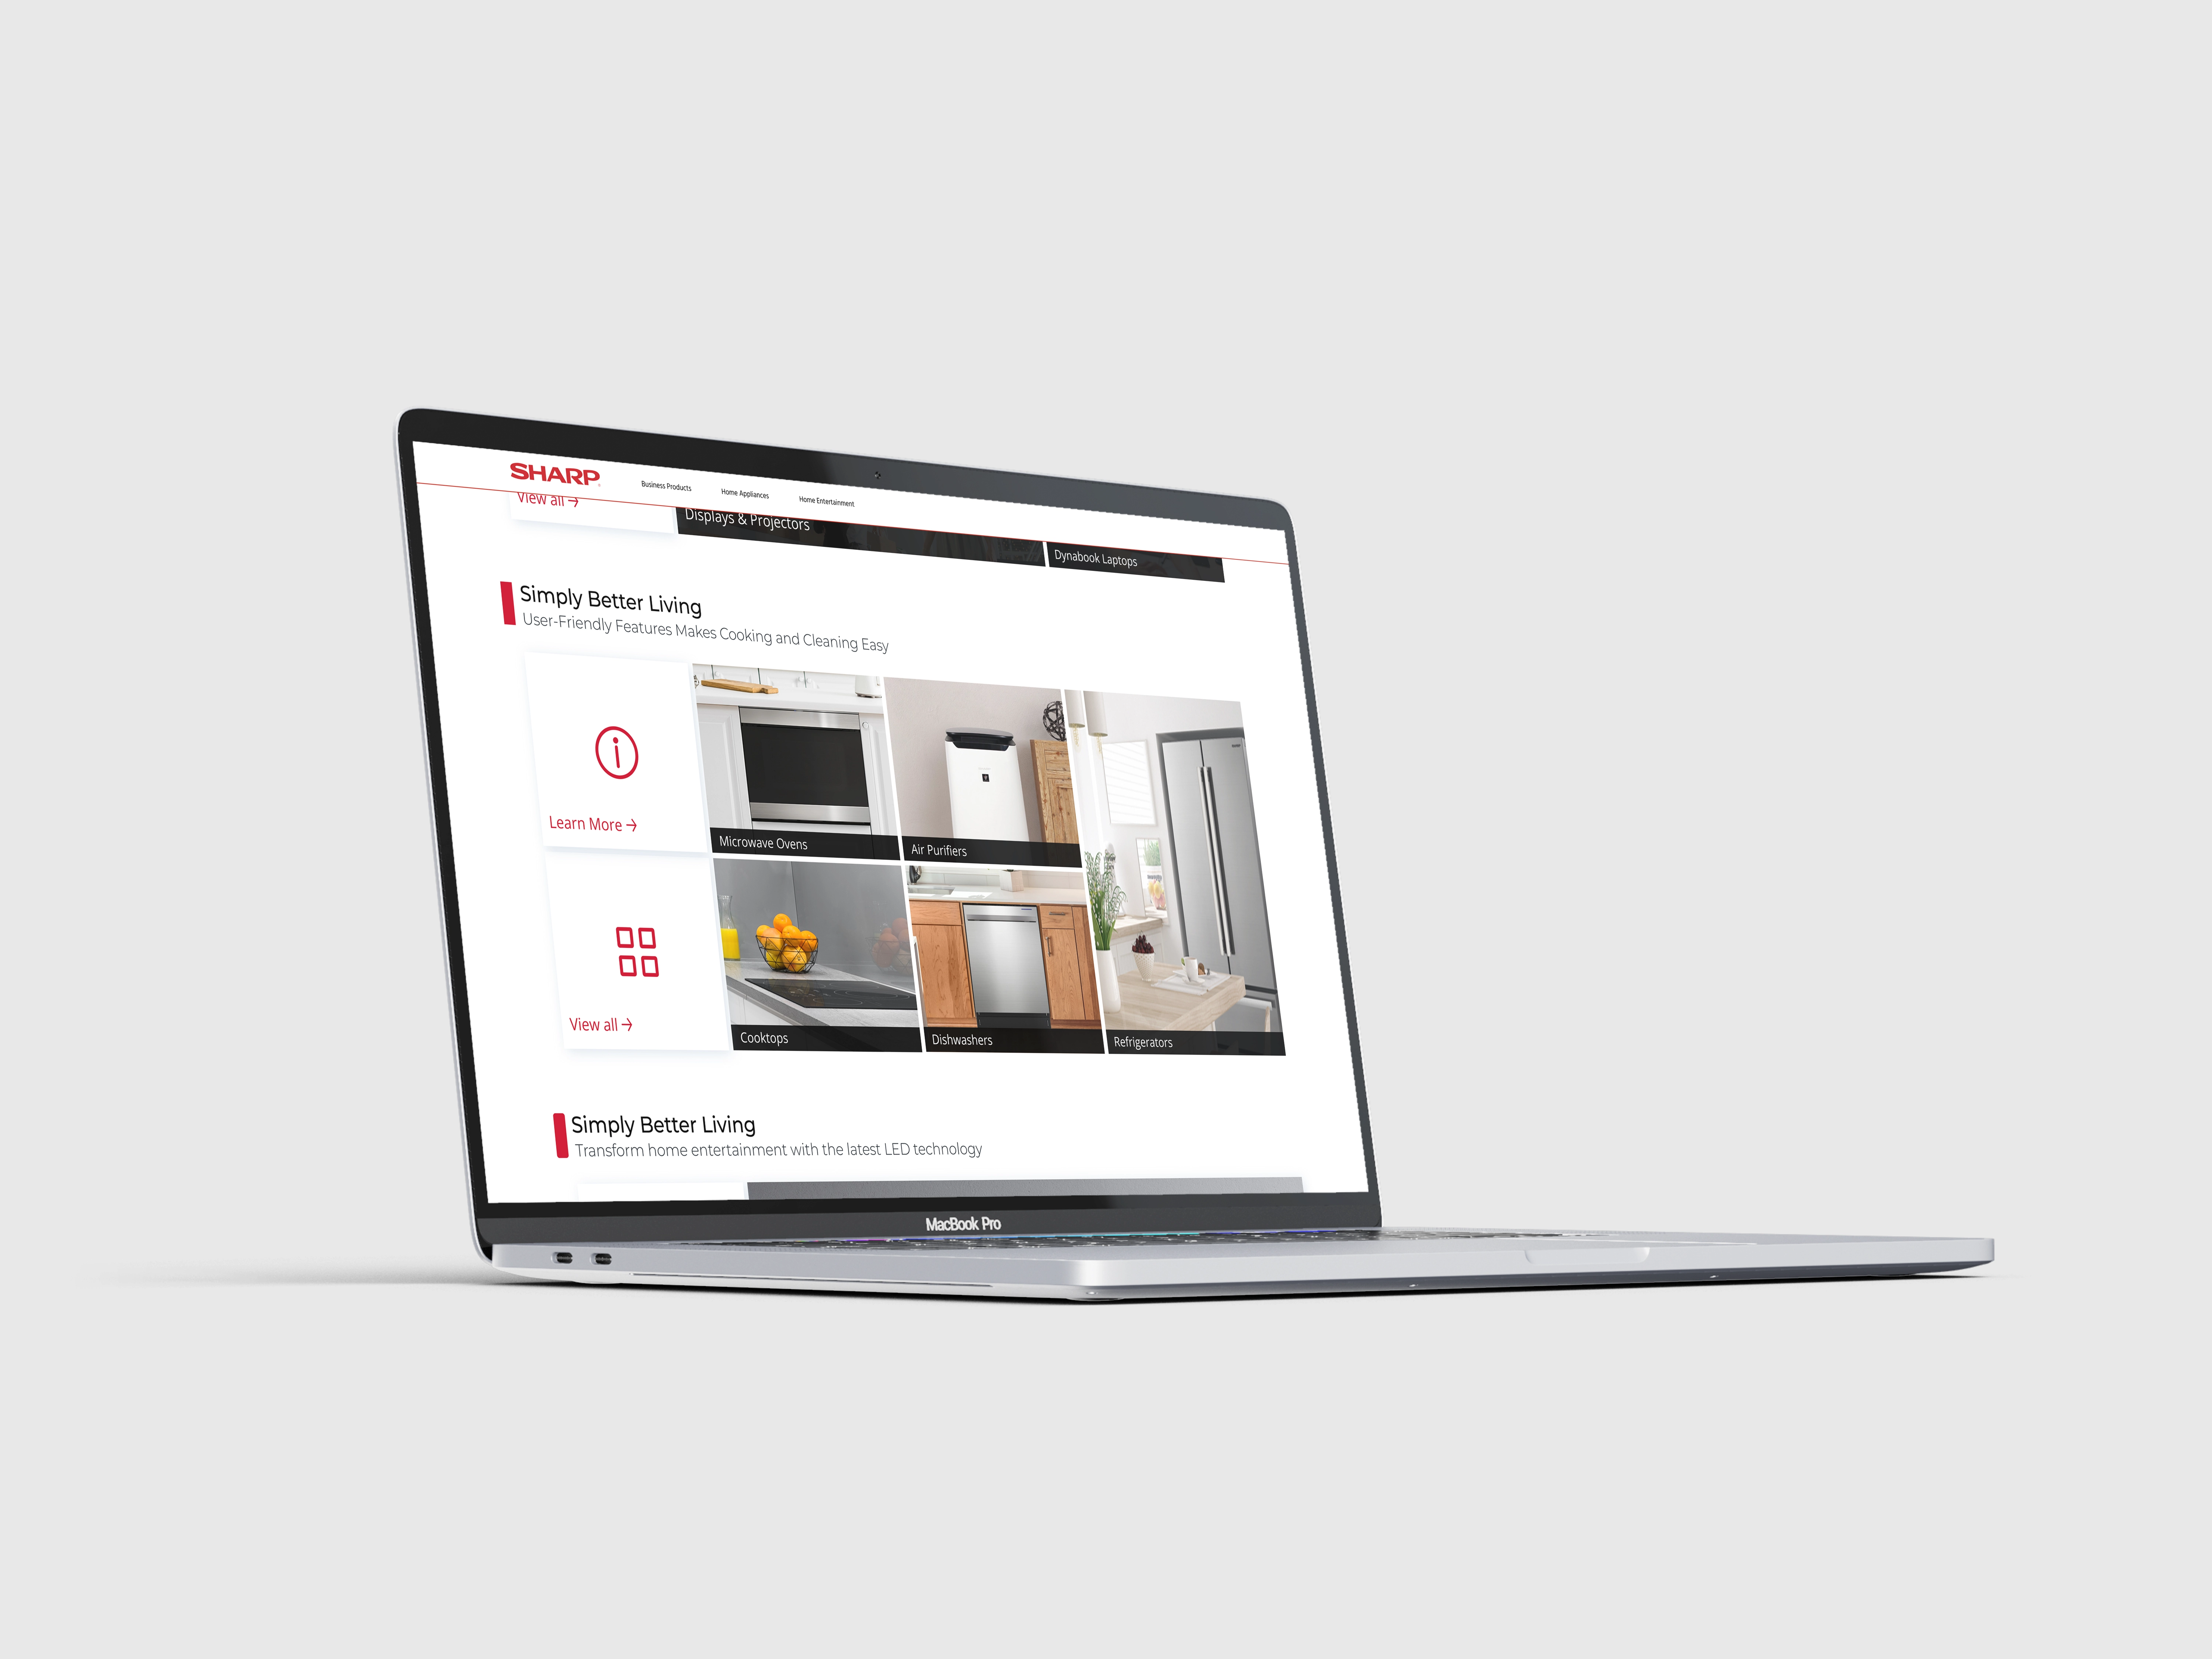 SHARP
Business Products
Home Appliances
Home Entertainment
View all →
Displays & Projectors
Dynabook Laptops
Simply Better Living
User-Friendly Features Makes Cooking and Cleaning Easy
Learn More →
Microwave Ovens
Air Purifiers
View all →
Cooktops
Dishwashers
Refrigerators
Simply Better Living
Transform home entertainment with the latest LED technology
MacBook Pro